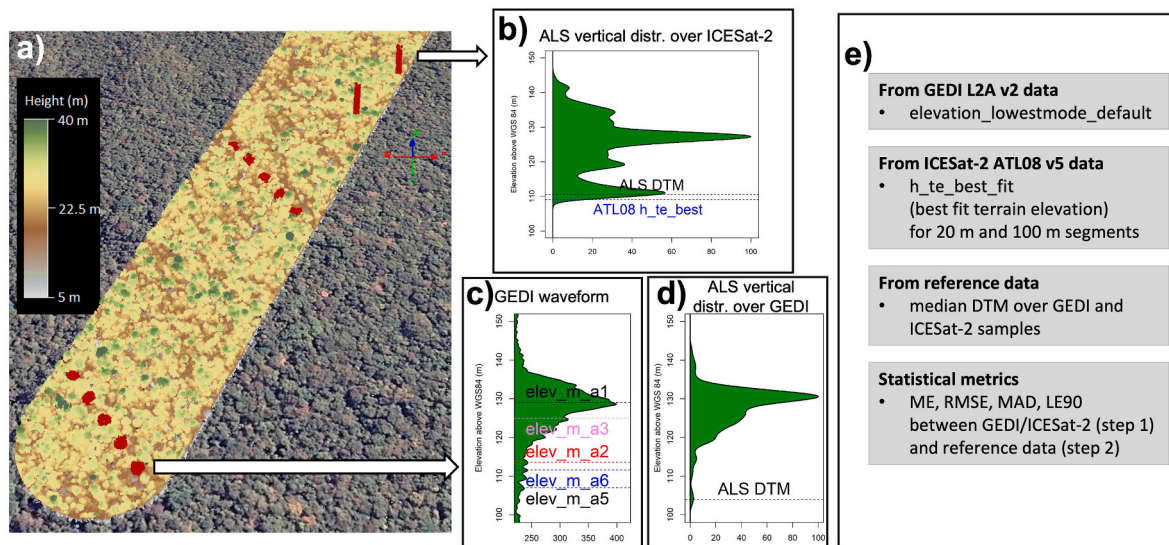 a)
Height (m)
40 m
22.5 m
5 m
b)
ALS vertical distr. over ICESat-2
Elevation above WGS 84 (m)
150
140
130
120
110
100
ALS DTM
ATL08 h_te_best
0 20 40 60 80 100
c)
GEDI waveform
Elevation above WGS84 (m)
150
140
130
120
110
100
elev_m_a1
elev_m_a3
elev_m_a2
elev_m_a6
elev_m_a5
250 300 350 400
d)
ALS vertical
distr. over GEDI
Elevation above WGS 84 (m)
150
140
130
120
110
100
ALS DTM
0 20 40 60 80 100
e)
From GEDI L2A v2 data
• elevation_lowestmode_default
From ICESat-2 ATL08 v5 data
• h_te_best_fit
(best fit terrain elevation)
for 20 m and 100 m segments
From reference data
• median DTM over GEDI and
ICESat-2 samples
Statistical metrics
• ME, RMSE, MAD, LE90
between GEDI/ICESat-2 (step 1)
and reference data (step 2)